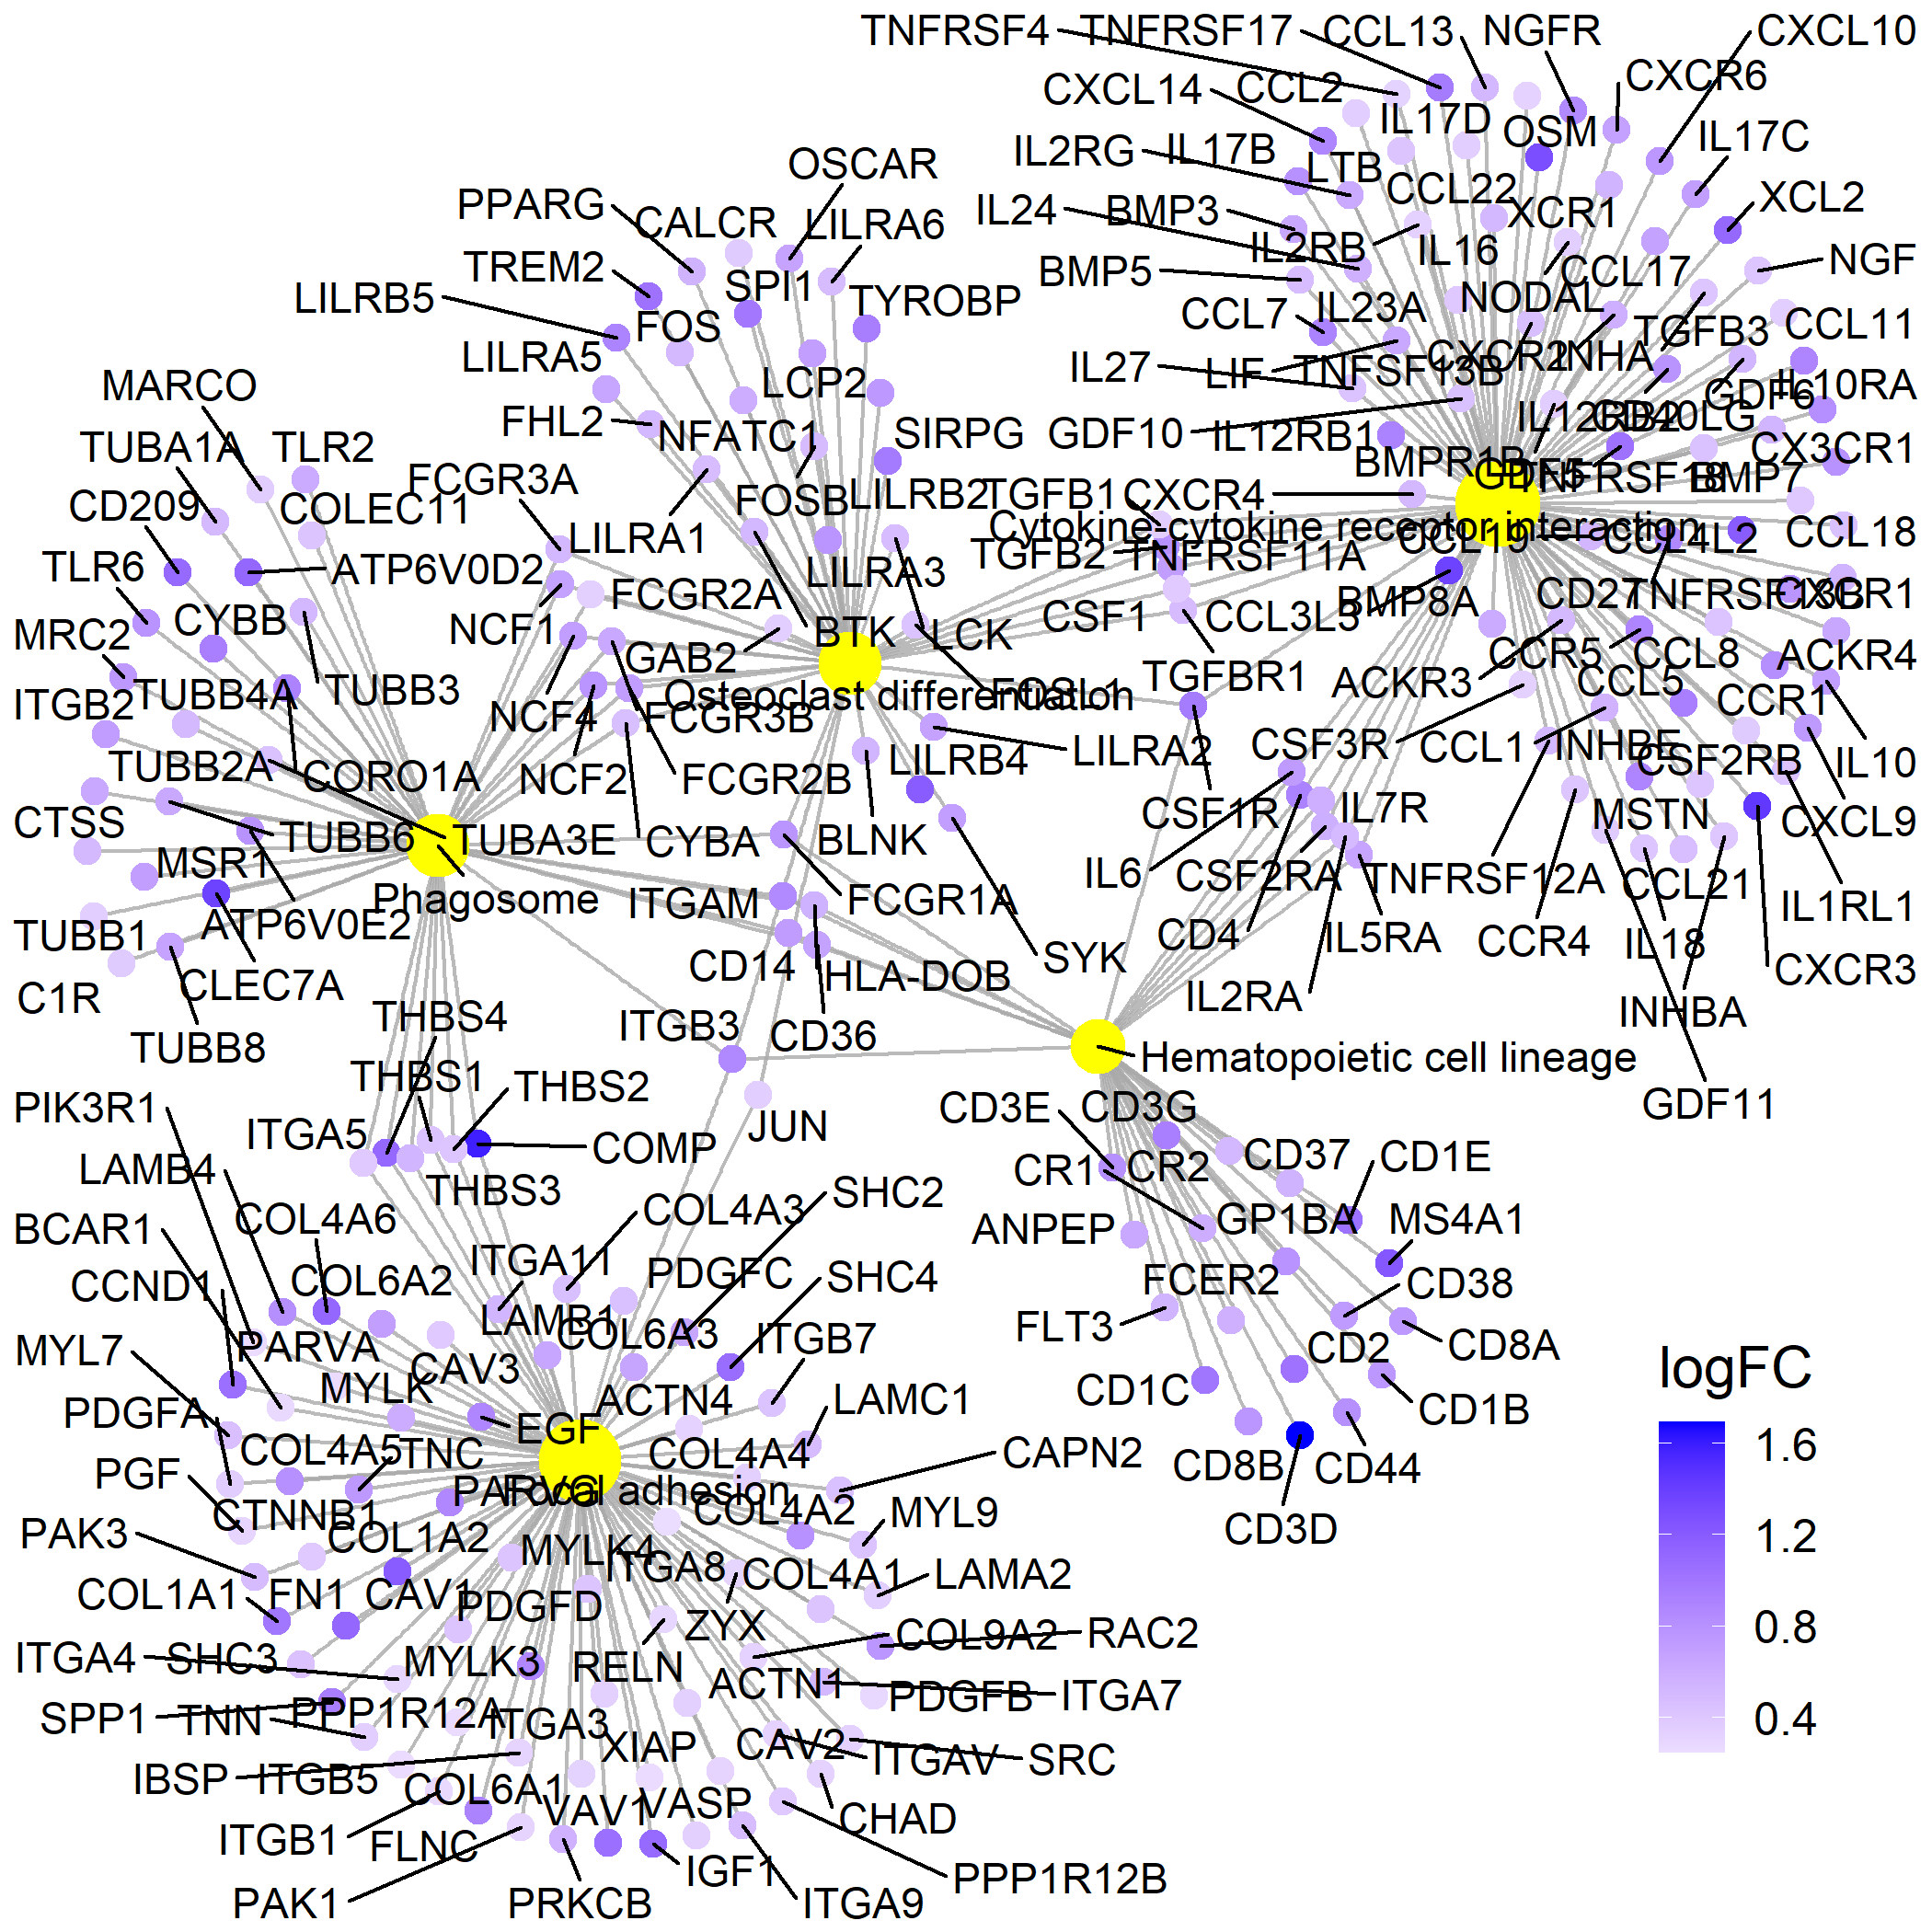 TNFRSF4
TNFRSF17
CCL13
NGFR
CXCL10
CXCL14
CCL2
CXCR6
IL17D
OSM
IL17C
IL2RG
IL17B
LTB
CCL22
XCR1
XCL2
OSCAR
PPARG
CALCR
LILRA6
IL24
BMP3
IL2RB
IL16
CCL17
NGF
TREM2
SPI1
TYROBP
BMP5
IL23A
NODAL
LILRB5
FOS
CCL7
CXCR2
INHA
TGFB3
CCL11
LILRA5
LCP2
IL27
LIF
TNFSF13B
GDF6
IL10RA
MARCO
FHL2
NFATC1
SIRPG
GDF10
IL12RB1
IL12RB2
CD40LG
CX3CR1
TUBA1A
TLR2
FCGR3A
BMPR1B
GDF5
TNFRSF18
BMP7
CD209
COLEC11
FOSB
LILRB2
TGFB1
CXCR4
Cytokine-cytokine receptor interaction
LILRA1
TGFB2
TNFRSF11A
CCL19
CCL4L2
CCL18
TLR6
ATP6V0D2
LILRA3
FCGR2A
BMP8A
CD27
TNFRSF13B
CXCR1
MRC2
CYBB
NCF1
GAB2
BTK
LCK
CSF1
CCL3L3
CCR5
CCL8
ACKR4
ITGB2
TUBB4A
TUBB3
Osteoclast differentiation
FOSL1
TGFBR1
ACKR3
CCL5
CCR1
NCF4
FCGR3B
LILRA2
CSF3R
CCL1
INHBE
CSF2RB
IL10
TUBB2A
CORO1A
NCF2
FCGR2B
LILRB4
CTSS
TUBB6
TUBA3E
CYBA
BLNK
CSF1R
IL7R
MSTN
CXCL9
MSR1
Phagosome
ITGAM
FCGR1A
IL6
CSF2RA
TNFRSF12A
CCL21
IL1RL1
TUBB1
ATP6V0E2
CD14
HLA-DOB
SYK
CD4
IL5RA
CCR4
IL18
CXCR3
C1R
CLEC7A
IL2RA
INHBA
TUBB8
THBS4
ITGB3
CD36
Hematopoietic cell lineage
GDF11
PIK3R1
THBS1
THBS2
CD3E
CD3G
ITGA5
COMP
JUN
CR1
CR2
CD37
CD1E
LAMB4
THBS3
BCAR1
COL4A6
COL4A3
SHC2
ANPEP
GP1BA
MS4A1
CCND1
COL6A2
ITGA11
PDGFC
SHC4
FCER2
CD38
MYL7
PARVA
LAMB1
COL6A3
ITGB7
FLT3
CD2
CD8A
CAV3
MYLK
ACTN4
LAMC1
CD1C
CD1B
logFC
PDGFA
EGF
COL4A5
TNC
COL4A4
CAPN2
CD8B
CD44
1.6
PGF
PARVG
Focal adhesion
CTNNB1
COL4A2
MYL9
CD3D
PAK3
COL1A2
MYLK4
ITGA8
COL4A1
LAMA2
1.2
COL1A1
FN1
CAV1
PDGFD
ZYX
COL9A2
RAC2
0.8
ITGA4
SHC3
MYLK3
RELN
ACTN1
PDGFB
ITGA7
SPP1
TNN
PPP1R12A
ITGA3
XIAP
CAV2
ITGAV
SRC
0.4
IBSP
ITGB5
COL6A1
VAV1
VASP
CHAD
ITGB1
FLNC
IGF1
PPP1R12B
PAK1
PRKCB
ITGA9